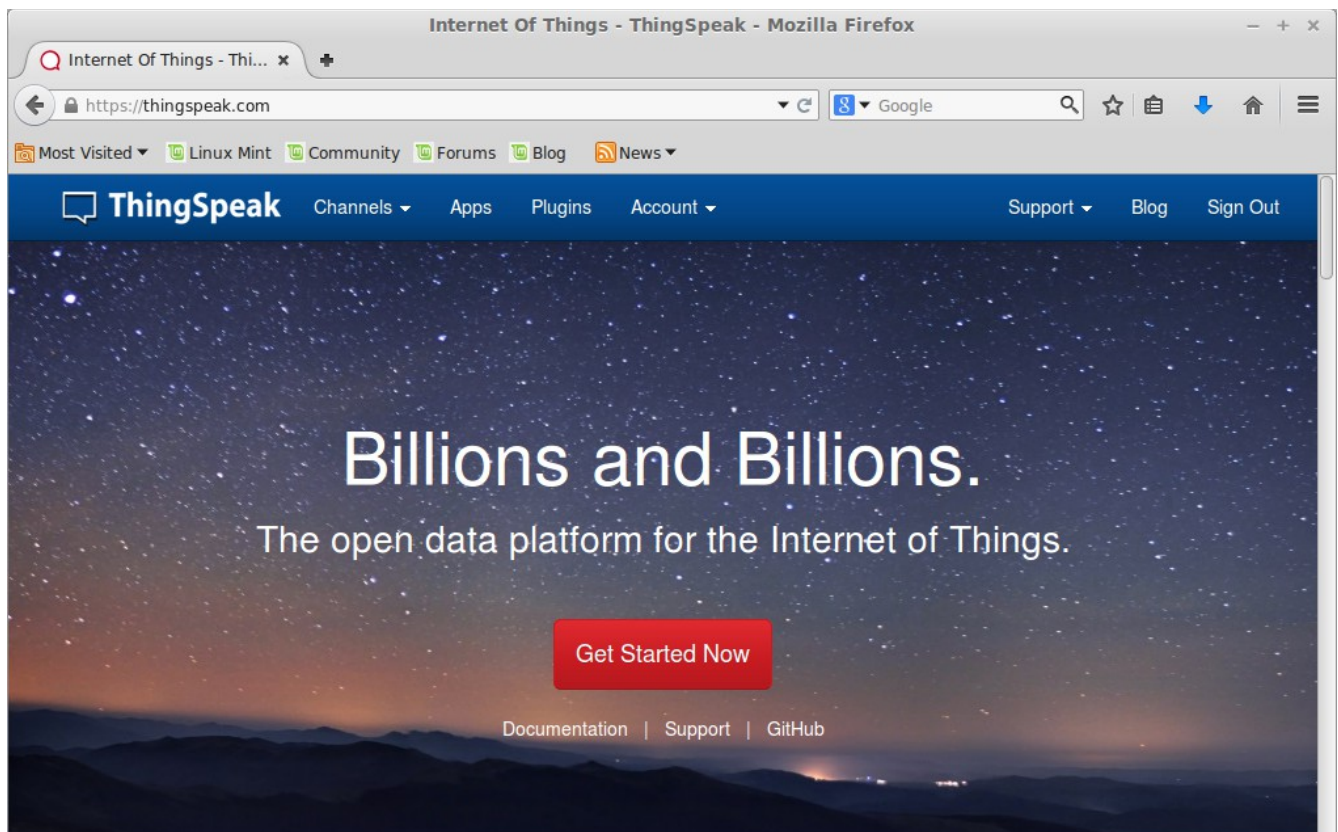 Internet Of Things - ThingSpeak - Mozilla Firefox
Internet Of Things - Thi...
https://thingspeak.com 8 Google
Most Visited Linux Mint Community Forums Blog News
ThingSpeak Channels Apps Plugins Account Support Blog Sign Out
Billions and Billions.
The open data platform for the Internet of Things.
Get Started Now
Documentation | Support | GitHub